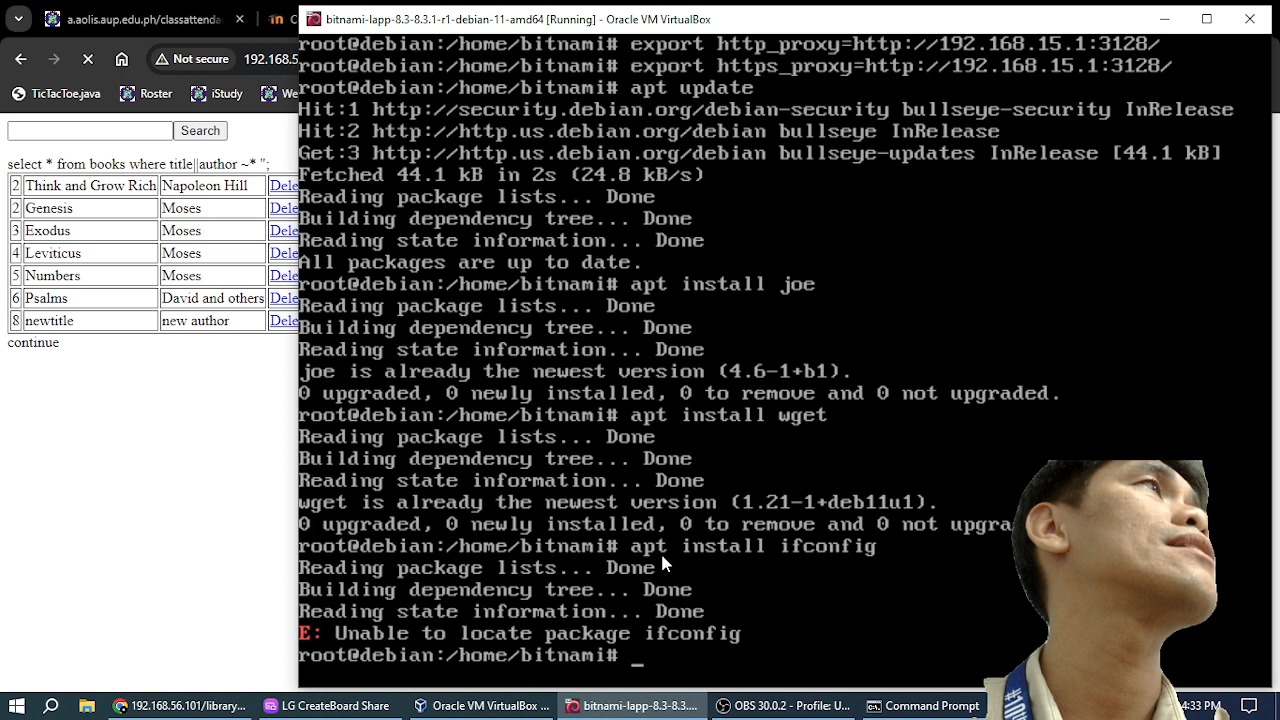 a.auis.aup.edu.ph/classattendan
C
bitnami-lapp-8.3-8.3.1-r1-debian-11-amd64 [Running] - Oracle VM VirtualBox
Not secure
192.168.5
Tradingview
Roster
Assig
Search
select * from book where title||author ~* '';
2 Think and Grow Rich Napoleon Hill Dele
2 Genesis Moses Dele
3 Exodus Moses Dele
4 Leviticus Moses Dele
5 Numbers Moses Dele
6 Psalms David and others Dele
8 newtitle new author Dele
continue
root@debian:/home/bitnami# export http_proxy=http://192.168.15.1:3128/
root@debian:/home/bitnami# export https_proxy=http://192.168.15.1:3128/
root@debian:/home/bitnami# apt update
Hit:1 http://security.debian.org/debian-security bullseye-security InRelease
Hit:2 http://http.us.debian.org/debian bullseye InRelease
Get:3 http://http.us.debian.org/debian bullseye-updates InRelease [44.1 kB]
Fetched 44.1 kB in 2s (24.8 kB/s)
Reading package lists... Done
Building dependency tree... Done
Reading state information... Done
All packages are up to date.
root@debian:/home/bitnami# apt install joe
Reading package lists... Done
Building dependency tree... Done
Reading state information... Done
joe is already the newest version (4.6-1+b1).
0 upgraded, 0 newly installed, 0 to remove and 0 not upgraded.
root@debian:/home/bitnami# apt install wget
Reading package lists... Done
Building dependency tree... Done
Reading state information... Done
wget is already the newest version (1.21-1+deb11u1).
0 upgraded, 0 newly installed, 0 to remove and 0 not upgra
root@debian:/home/bitnami# apt install ifconfig
Reading package lists... Done
Building dependency tree... Done
Reading state information... Done
E: Unable to locate package ifconfig
root@debian:/home/bitnami# _
192.168.56.101/library...
LG CreateBoard Share
Oracle VM VirtualBox ...
bitnami-lapp-8.3-8.3....
OBS 30.0.2 - Profile: U...
Command Prompt
4:33 PM